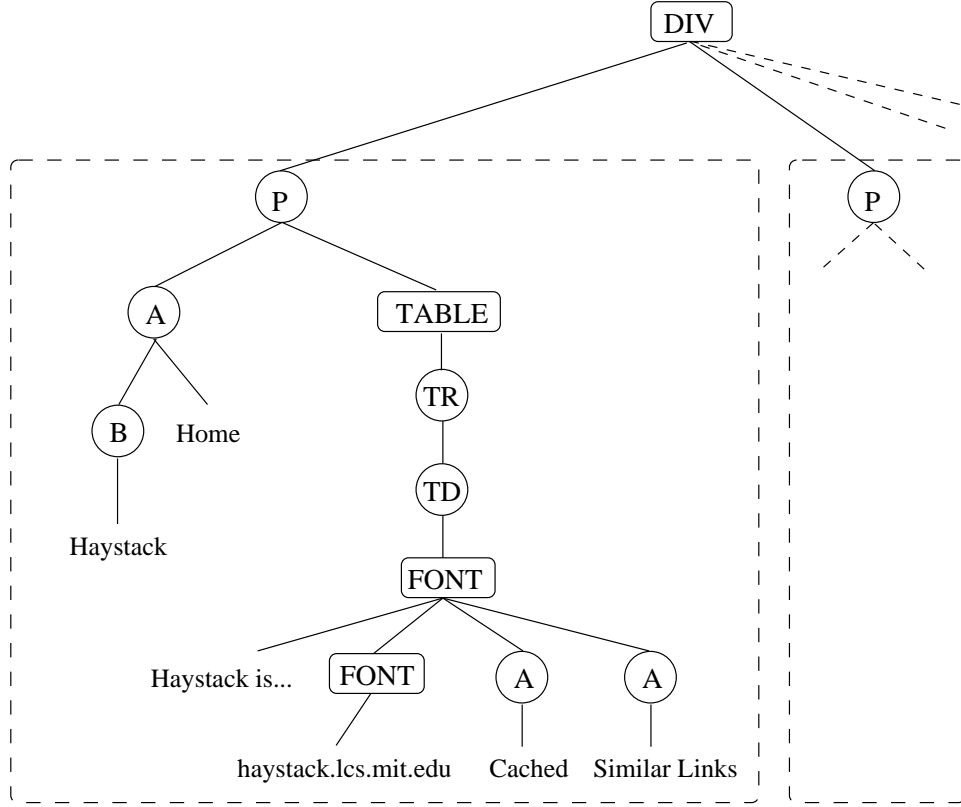 DIV
P
P
A
TABLE
TR
B
Home
TD
Haystack
FONT
Haystack is...
FONT
A
A
haystack.lcs.mit.edu
Cached
Similar Links